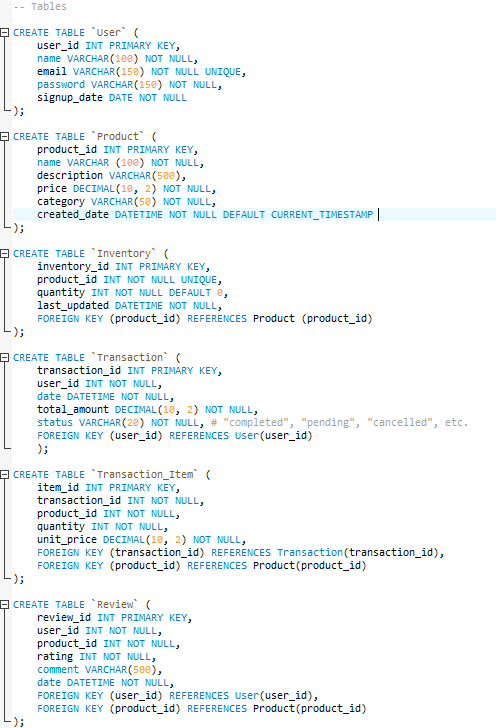 -- Tables
CREATE TABLE `User` (
user_id INT PRIMARY KEY,
name VARCHAR(100) NOT NULL,
email VARCHAR(150) NOT NULL UNIQUE,
password VARCHAR(150) NOT NULL,
signup_date DATE NOT NULL
);
CREATE TABLE `Product` (
product_id INT PRIMARY KEY,
name VARCHAR (100) NOT NULL,
description VARCHAR(500),
price DECIMAL(10, 2) NOT NULL,
category VARCHAR(50) NOT NULL,
created_date DATETIME NOT NULL DEFAULT CURRENT_TIMESTAMP
);
CREATE TABLE `Inventory` (
inventory_id INT PRIMARY KEY,
product_id INT NOT NULL UNIQUE,
quantity INT NOT NULL DEFAULT 0,
last_updated DATETIME NOT NULL,
FOREIGN KEY (product_id) REFERENCES Product (product_id)
);
CREATE TABLE `Transaction` (
transaction_id INT PRIMARY KEY,
user_id INT NOT NULL,
date DATETIME NOT NULL,
total_amount DECIMAL(10, 2) NOT NULL,
status VARCHAR(20) NOT NULL, # "completed", "pending", "cancelled", etc.
FOREIGN KEY (user_id) REFERENCES User(user_id)
);
CREATE TABLE `Transaction_Item` (
item_id INT PRIMARY KEY,
transaction_id INT NOT NULL,
product_id INT NOT NULL,
quantity INT NOT NULL,
unit_price DECIMAL(10, 2) NOT NULL,
FOREIGN KEY (transaction_id) REFERENCES Transaction(transaction_id),
FOREIGN KEY (product_id) REFERENCES Product(product_id)
);
CREATE TABLE `Review` (
review_id INT PRIMARY KEY,
user_id INT NOT NULL,
product_id INT NOT NULL,
rating INT NOT NULL,
comment VARCHAR(500),
date DATETIME NOT NULL,
FOREIGN KEY (user_id) REFERENCES User(user_id),
FOREIGN KEY (product_id) REFERENCES Product(product_id)
);